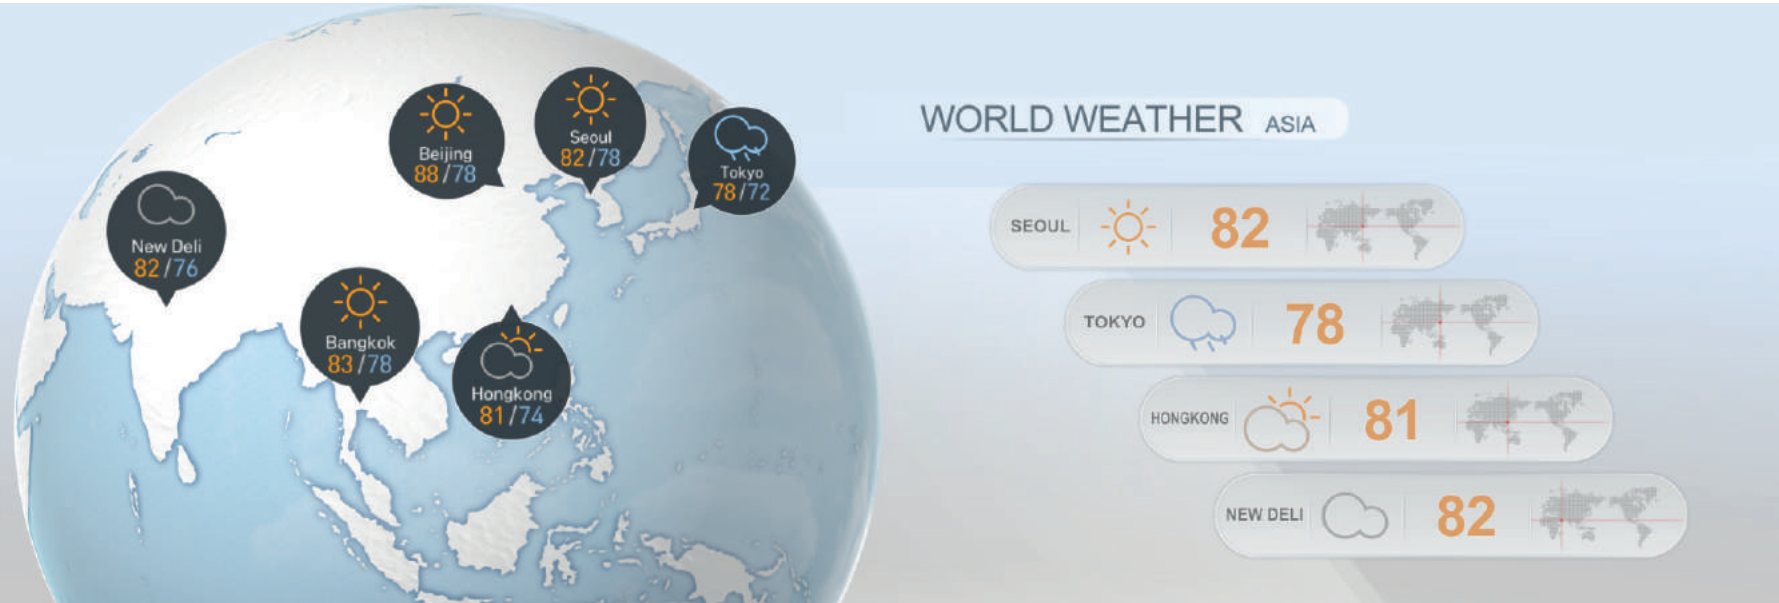 WORLD WEATHER ASIA
Beijing
88/78
Seoul
82/78
Tokyo
78/72
New Deli
82/76
Bangkok
83/78
Hongkong
81/74
SEOUL 82
TOKYO 78
HONGKONG 81
NEW DELI 82